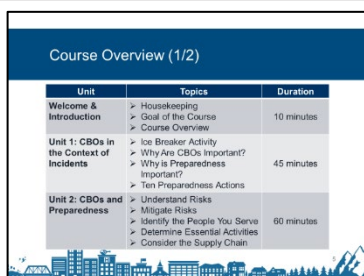 Course Overview (1/2)
Unit Topics Duration
Welcome & Introduction
➢ Housekeeping
➢ Goal of the Course
➢ Course Overview
10 minutes
Unit 1: CBOs in the Context of Incidents
➢ Ice Breaker Activity
➢ Why Are CBOs Important?
➢ Why is Preparedness
Important?
➢ Ten Preparedness Actions
45 minutes
Unit 2: CBOs and Preparedness
➢ Understand Risks
➢ Mitigate Risks
➢ Identify the People You Serve
➢ Determine Essential Activities
➢ Consider the Supply Chain
60 minutes
5